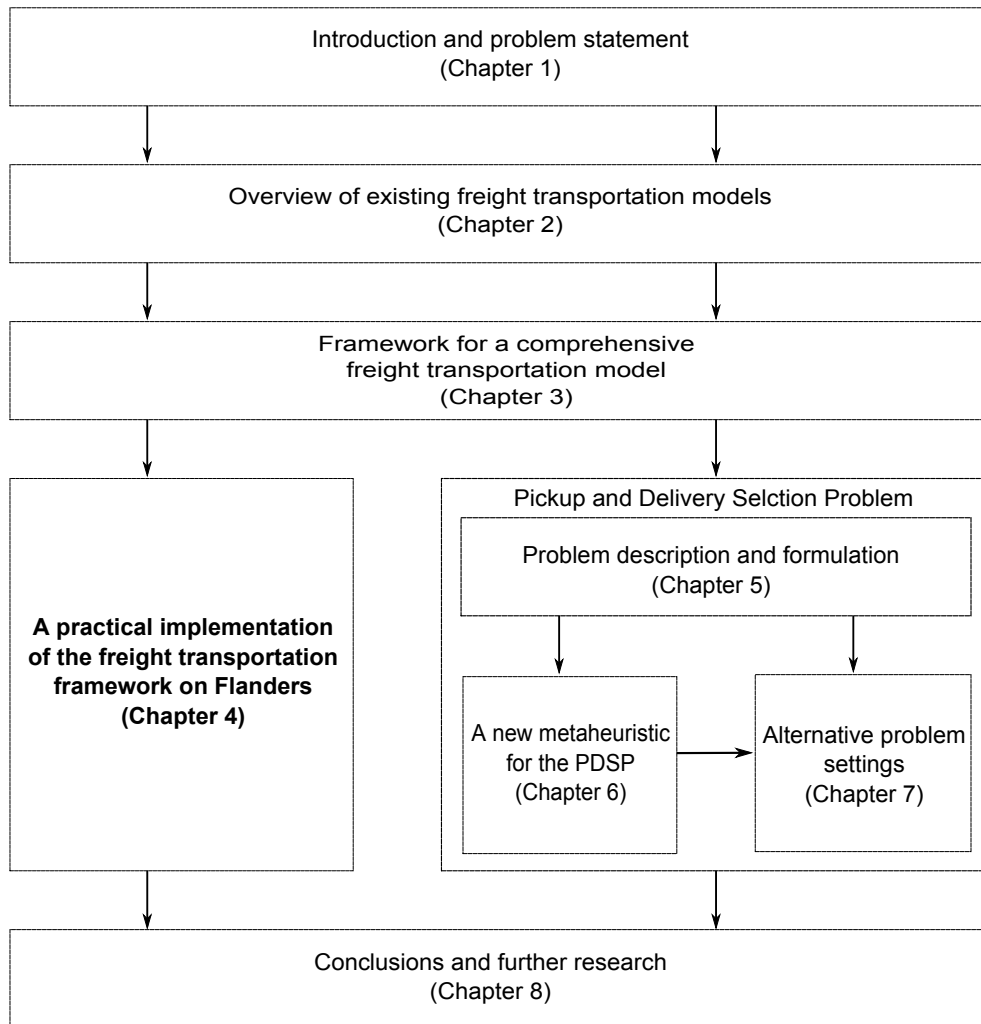 Introduction and problem statement
(Chapter 1)
Overview of existing freight transportation models
(Chapter 2)
Framework for a comprehensive
freight transportation model
(Chapter 3)
A practical implementation
of the freight transportation
framework on Flanders
(Chapter 4)
Pickup and Delivery Selction Problem
Problem description and formulation
(Chapter 5)
A new metaheuristic
for the PDSP
(Chapter 6)
Alternative problem
settings
(Chapter 7)
Conclusions and further research
(Chapter 8)